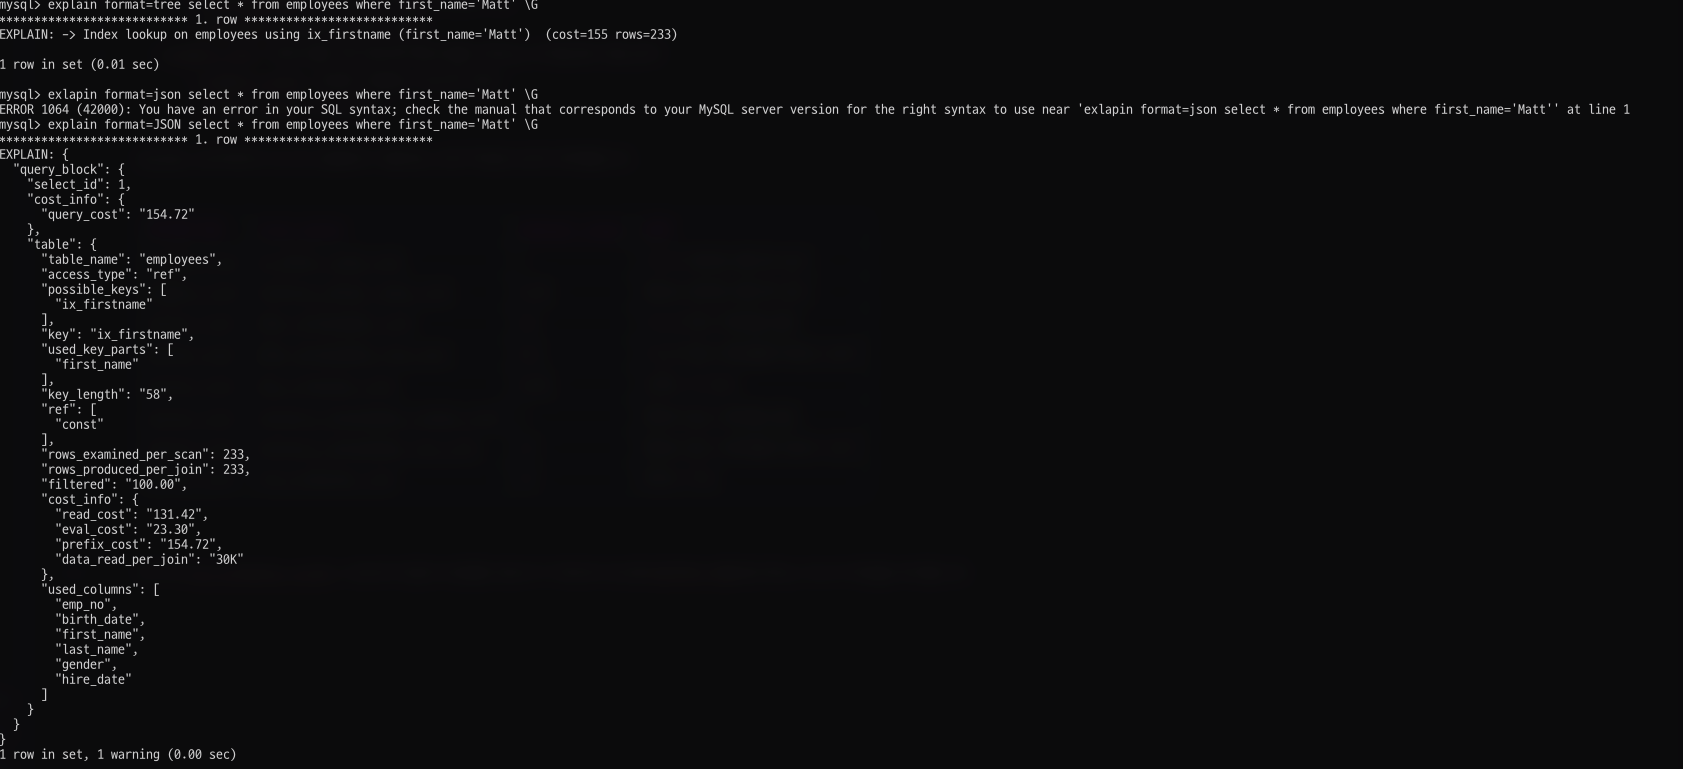 mysql> explain format=tree select * from employees where first_name='Matt' \G
*************************** 1. row ***************************
EXPLAIN: -> Index lookup on employees using ix_firstname (first_name='Matt')  (cost=155 rows=233)

1 row in set (0.01 sec)

mysql> exlapin format=json select * from employees where first_name='Matt' \G
ERROR 1064 (42000): You have an error in your SQL syntax; check the manual that corresponds to your MySQL server version for the right syntax to use near 'exlapin format=json select * from employees where first_name='Matt'' at line 1
mysql> explain format=JSON select * from employees where first_name='Matt' \G
*************************** 1. row ***************************
EXPLAIN: {
  "query_block": {
    "select_id": 1,
    "cost_info": {
      "query_cost": "154.72"
    },
    "table": {
      "table_name": "employees",
      "access_type": "ref",
      "possible_keys": [
        "ix_firstname"
      ],
      "key": "ix_firstname",
      "used_key_parts": [
        "first_name"
      ],
      "key_length": "58",
      "ref": [
        "const"
      ],
      "rows_examined_per_scan": 233,
      "rows_produced_per_join": 233,
      "filtered": "100.00",
      "cost_info": {
        "read_cost": "131.42",
        "eval_cost": "23.30",
        "prefix_cost": "154.72",
        "data_read_per_join": "30K"
      },
      "used_columns": [
        "emp_no",
        "birth_date",
        "first_name",
        "last_name",
        "gender",
        "hire_date"
      ]
    }
  }
}
1 row in set, 1 warning (0.00 sec)